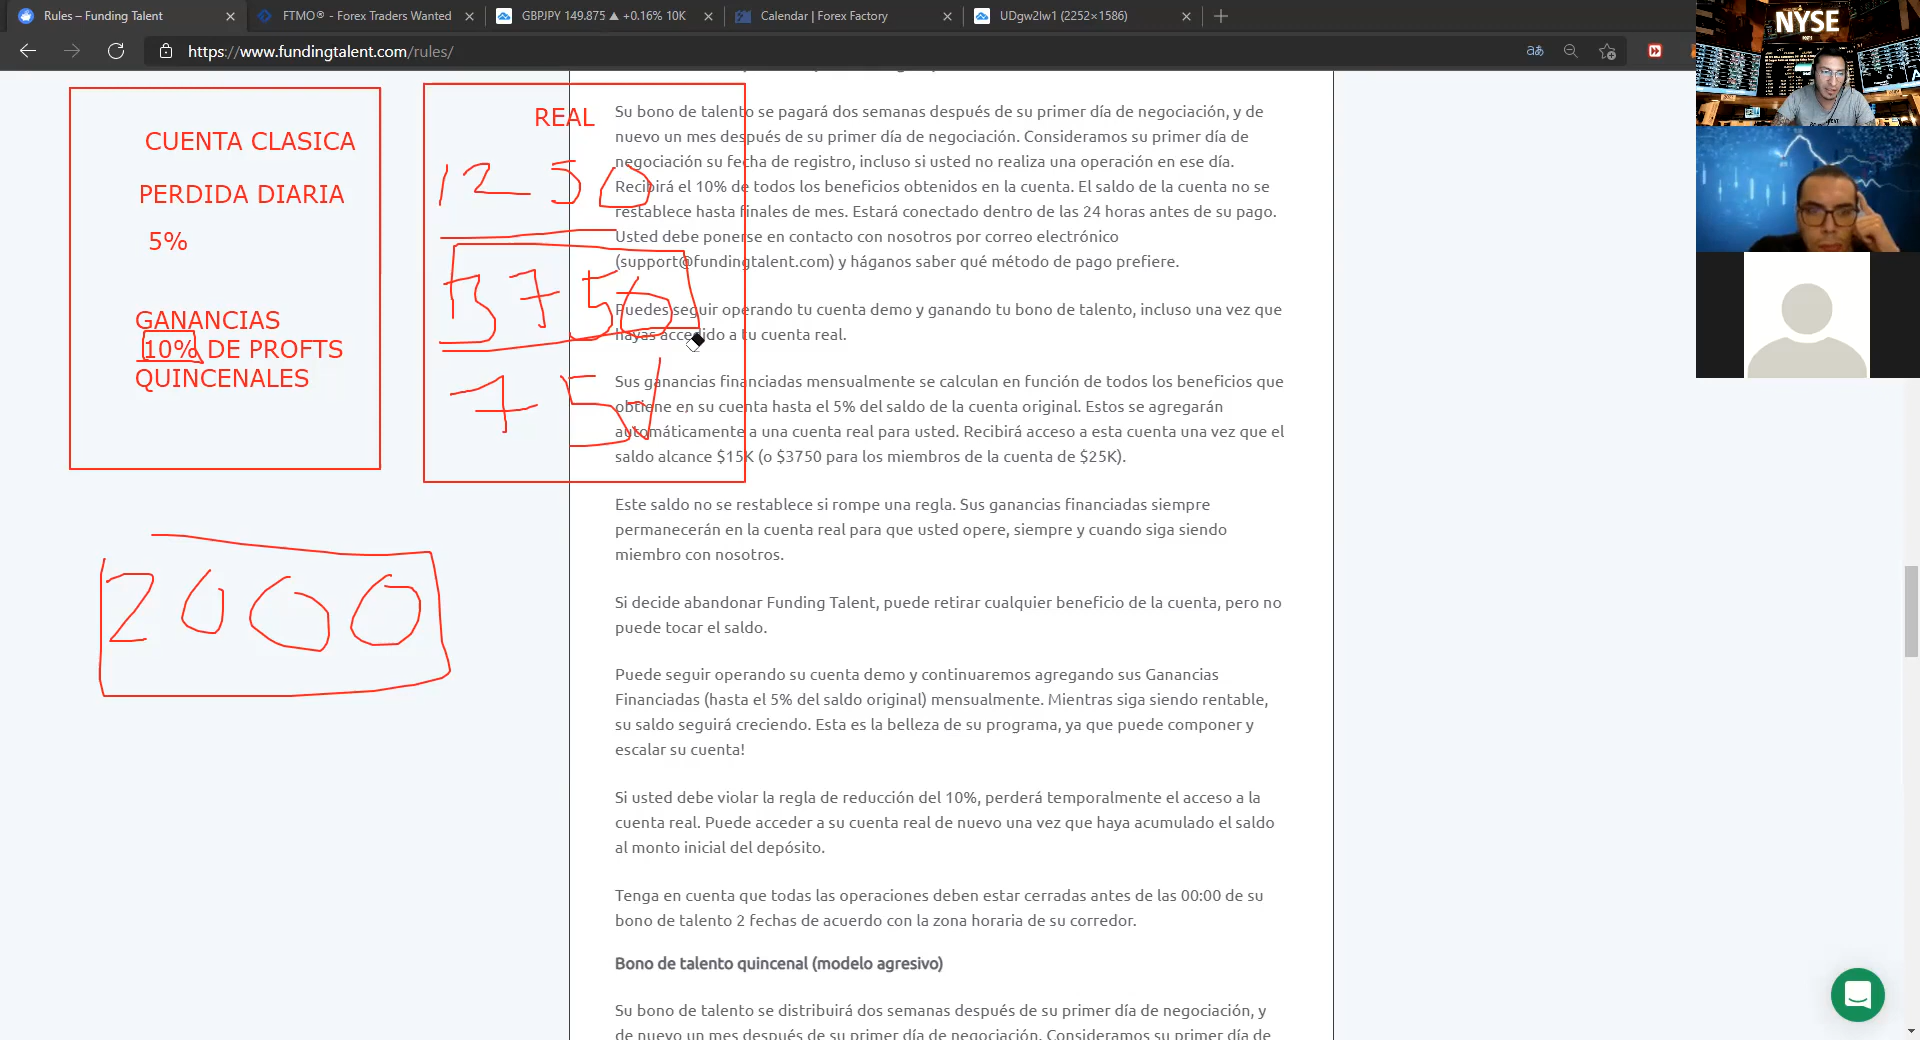 Rules – Funding Talent
FTMO® - Forex Traders Wanted
GBPJPY 149.875 ▲ +0.16% 10K
Calendar | Forex Factory
UDgw2lw1 (2252×1586)
https://www.fundingtalent.com/rules/
NYSE
CUENTA CLASICA
PERDIDA DIARIA
5%
GANANCIAS
10% DE PROFTS
QUINCENALES
REAL
1250
3750
75
2000
Su bono de talento se pagará dos semanas después de su primer día de negociación, y de
nuevo un mes después de su primer día de negociación. Consideramos su primer día de
negociación su fecha de registro, incluso si usted no realiza una operación en ese día.
Recibirá el 10% de todos los beneficios obtenidos en la cuenta. El saldo de la cuenta no se
restablece hasta finales de mes. Estará conectado dentro de las 24 horas antes de su pago.
Usted debe ponerse en contacto con nosotros por correo electrónico
(support@fundingtalent.com) y háganos saber qué método de pago prefiere.
Puedes seguir operando tu cuenta demo y ganando tu bono de talento, incluso una vez que
hayas accedido a tu cuenta real.
Sus ganancias financiadas mensualmente se calculan en función de todos los beneficios que
obtiene en su cuenta hasta el 5% del saldo de la cuenta original. Estos se agregarán
automáticamente a una cuenta real para usted. Recibirá acceso a esta cuenta una vez que el
saldo alcance $15K (o $3750 para los miembros de la cuenta de $25K).
Este saldo no se restablece si rompe una regla. Sus ganancias financiadas siempre
permanecerán en la cuenta real para que usted opere, siempre y cuando siga siendo
miembro con nosotros.
Si decide abandonar Funding Talent, puede retirar cualquier beneficio de la cuenta, pero no
puede tocar el saldo.
Puede seguir operando su cuenta demo y continuaremos agregando sus Ganancias
Financiadas (hasta el 5% del saldo original) mensualmente. Mientras siga siendo rentable,
su saldo seguirá creciendo. Esta es la belleza de su programa, ya que puede componer y
escalar su cuenta!
Si usted debe violar la regla de reducción del 10%, perderá temporalmente el acceso a la
cuenta real. Puede acceder a su cuenta real de nuevo una vez que haya acumulado el saldo
al monto inicial del depósito.
Tenga en cuenta que todas las operaciones deben estar cerradas antes de las 00:00 de su
bono de talento 2 fechas de acuerdo con la zona horaria de su corredor.
Bono de talento quincenal (modelo agresivo)
Su bono de talento se distribuirá dos semanas después de su primer día de negociación, y
de nuevo un mes después de su primer día de negociación. Consideramos su primer día de